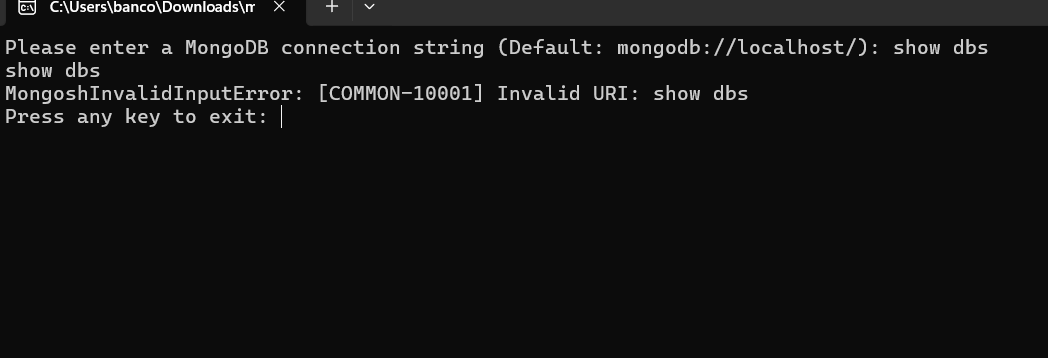 C:\Users\banco\Downloads\m
Please enter a MongoDB connection string (Default: mongodb://localhost/): show dbs
show dbs
MongoshInvalidInputError: [COMMON-10001] Invalid URI: show dbs
Press any key to exit: